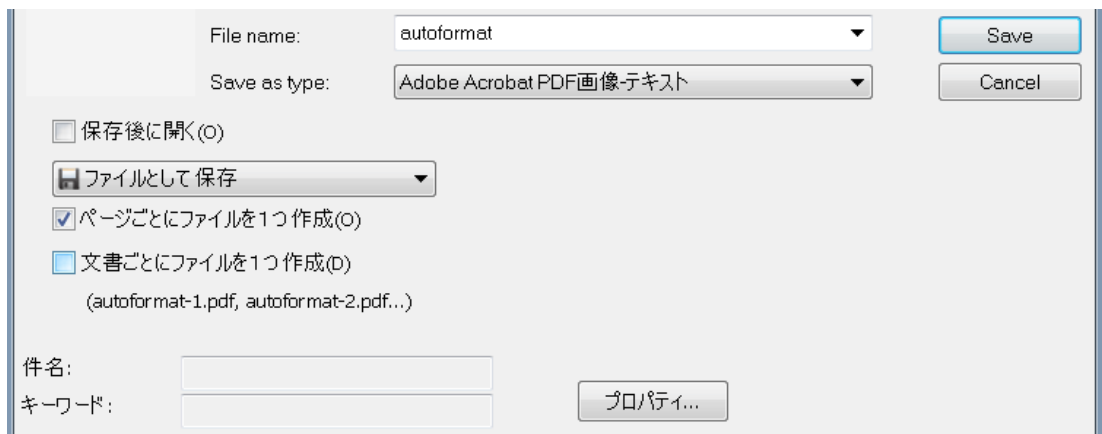 File name: autoformat Save
Save as type: Adobe Acrobat PDF画像-テキスト Cancel
保存後に開く(O)
ファイルとして保存
ページごとにファイルを1つ作成(O)
文書ごとにファイルを1つ作成(D)
(autoformat-1.pdf, autoformat-2.pdf...)
件名:
キーワード: プロパティ...